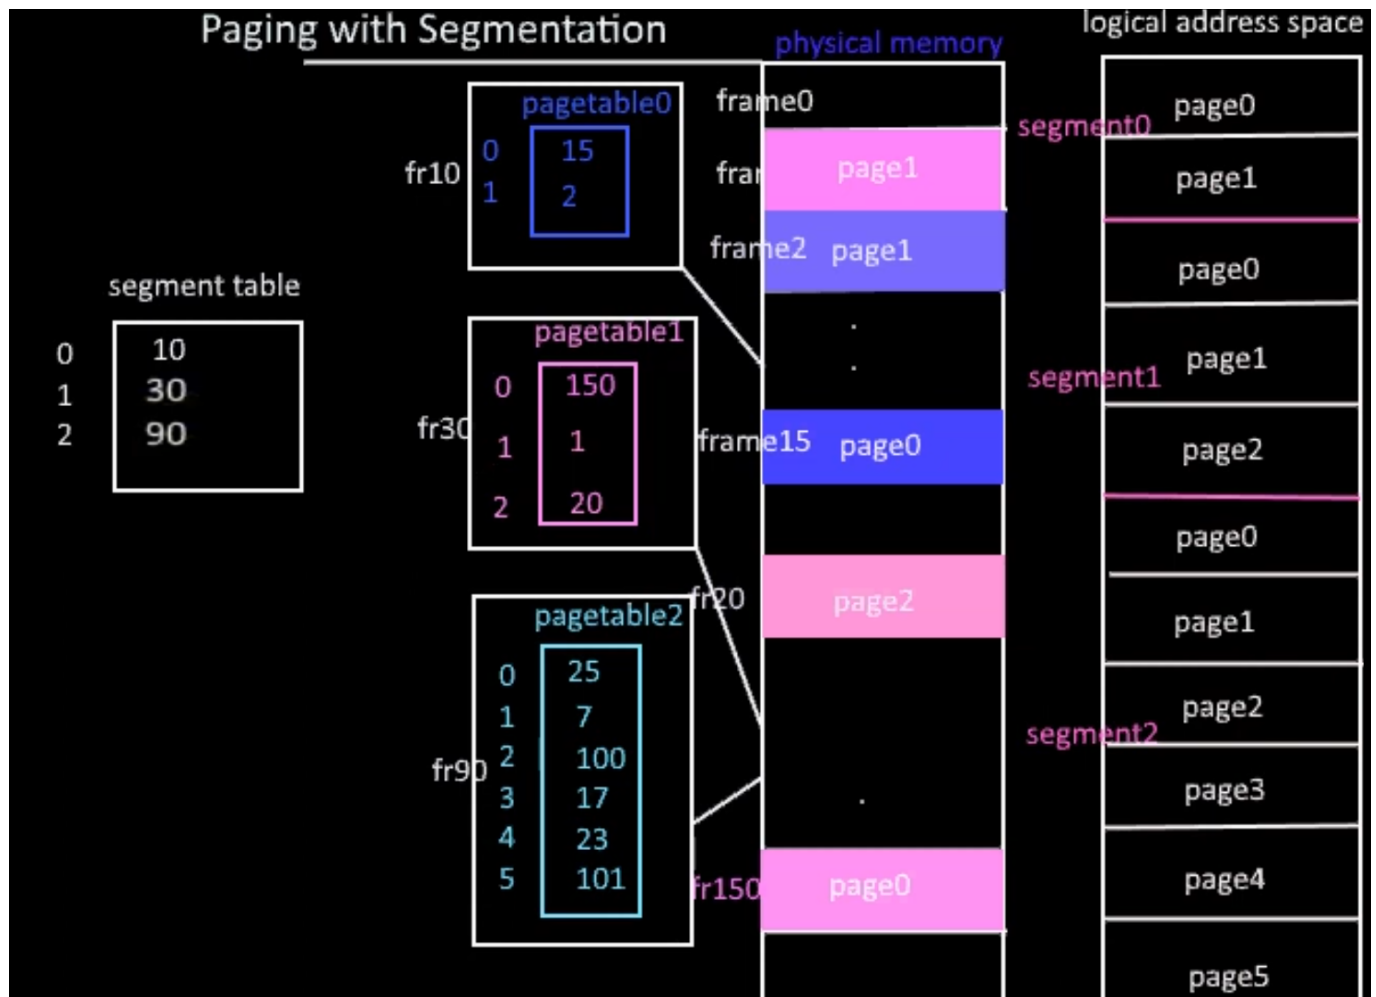 Paging with Segmentation
physical memory
logical address space
segment table
0 10
1 30
2 90
fr10
pagetable0
0 15
1 2
fr30
pagetable1
0 150
1 1
2 20
fr90
pagetable2
0 25
1 7
2 100
3 17
4 23
5 101
frame0
fra page1
frame2 page1
frame15 page0
fr20 page2
fr150 page0
segment0
page0
page1
segment1
page0
page1
page2
segment2
page0
page1
page2
page3
page4
page5